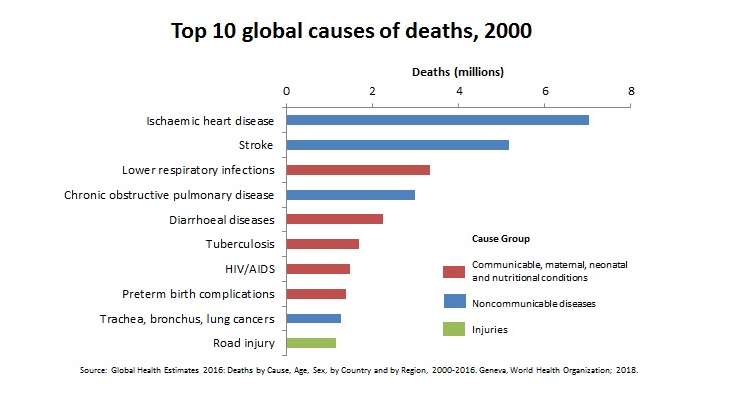 Top 10 global causes of deaths, 2000
Deaths (millions)
0 2 4 6 8
Ischaemic heart disease
Stroke
Lower respiratory infections
Chronic obstructive pulmonary disease
Diarrhoeal diseases
Tuberculosis
HIV/AIDS
Preterm birth complications
Trachea, bronchus, lung cancers
Road injury
Cause Group
Communicable, maternal, neonatal
and nutritional conditions
Noncommunicable diseases
Injuries
Source: Global Health Estimates 2016: Deaths by Cause, Age, Sex, by Country and by Region, 2000-2016. Geneva, World Health Organization; 2018.